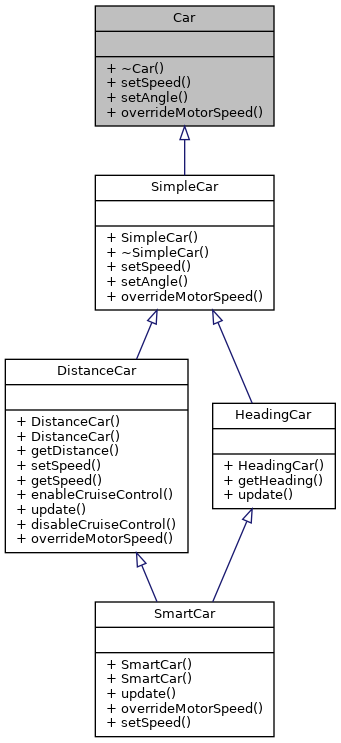 Car
+ ~Car()
+ setSpeed()
+ setAngle()
+ overrideMotorSpeed()
SimpleCar
+ SimpleCar()
+ ~SimpleCar()
+ setSpeed()
+ setAngle()
+ overrideMotorSpeed()
DistanceCar
+ DistanceCar()
+ DistanceCar()
+ getDistance()
+ setSpeed()
+ getSpeed()
+ enableCruiseControl()
+ update()
+ disableCruiseControl()
+ overrideMotorSpeed()
HeadingCar
+ HeadingCar()
+ getHeading()
+ update()
SmartCar
+ SmartCar()
+ SmartCar()
+ update()
+ overrideMotorSpeed()
+ setSpeed()